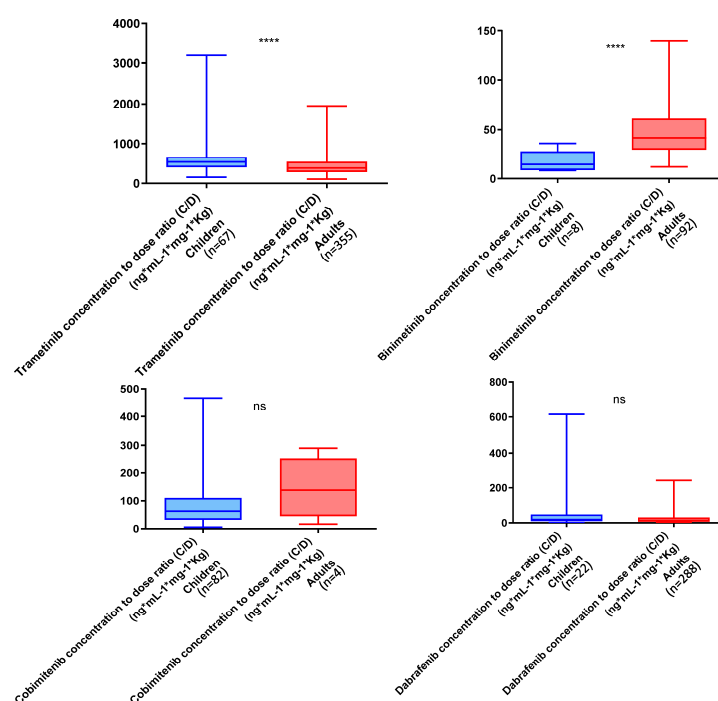 4000
3000
2000
1000
0
****
Trametinib concentration to dose ratio (C/D)
(ng*mL-1*mg-1*Kg)
Children
(n=67)
Trametinib concentration to dose ratio (C/D)
(ng*mL-1*mg-1*Kg)
Adults
(n=355)
150
100
50
0
****
Binimetinib concentration to dose ratio (C/D)
(ng*mL-1*mg-1*Kg)
Children
(n=8)
Binimetinib concentration to dose ratio (C/D)
(ng*mL-1*mg-1*Kg)
Adults
(n=92)
500
400
300
200
100
0
ns
Cobimitenib concentration to dose ratio (C/D)
(ng*mL-1*mg-1*Kg)
Children
(n=82)
Cobimitenib concentration to dose ratio (C/D)
(ng*mL-1*mg-1*Kg)
Adults
(n=4)
800
600
400
200
0
ns
Dabrafenib concentration to dose ratio (C/D)
(ng*mL-1*mg-1*Kg)
Children
(n=22)
Dabrafenib concentration to dose ratio (C/D)
(ng*mL-1*mg-1*Kg)
Adults
(n=288)